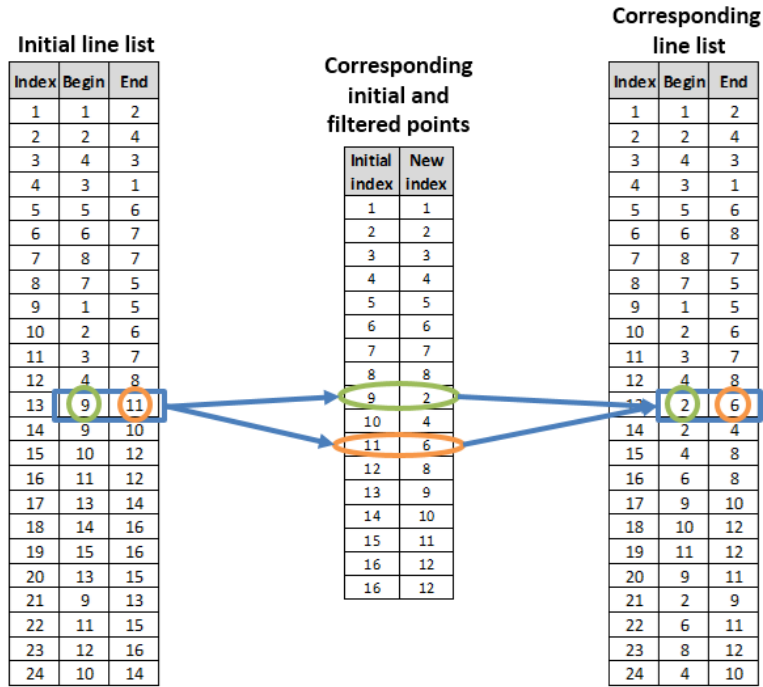 Initial line list
Index Begin End
1 1 2
2 2 4
3 4 3
4 3 1
5 5 6
6 6 7
7 8 7
8 7 5
9 1 5
10 2 6
11 3 7
12 4 8
13 9 11
14 9 10
15 10 12
16 11 12
17 13 14
18 14 16
19 15 16
20 13 15
21 9 13
22 11 15
23 12 16
24 10 14
Corresponding
initial and
filtered points
Initial New
index index
1 1
2 2
3 3
4 4
5 5
6 6
7 7
8 8
9 2
10 4
11 6
12 8
13 9
14 10
15 11
16 12
16 12
Corresponding
line list
Index Begin End
1 1 2
2 2 4
3 4 3
4 3 1
5 5 6
6 6 8
7 8 7
8 7 5
9 1 5
10 2 6
11 3 7
12 4 8
13 2 6
14 2 4
15 4 8
16 6 8
17 9 10
18 10 12
19 11 12
20 9 11
21 2 9
22 6 11
23 8 12
24 4 10